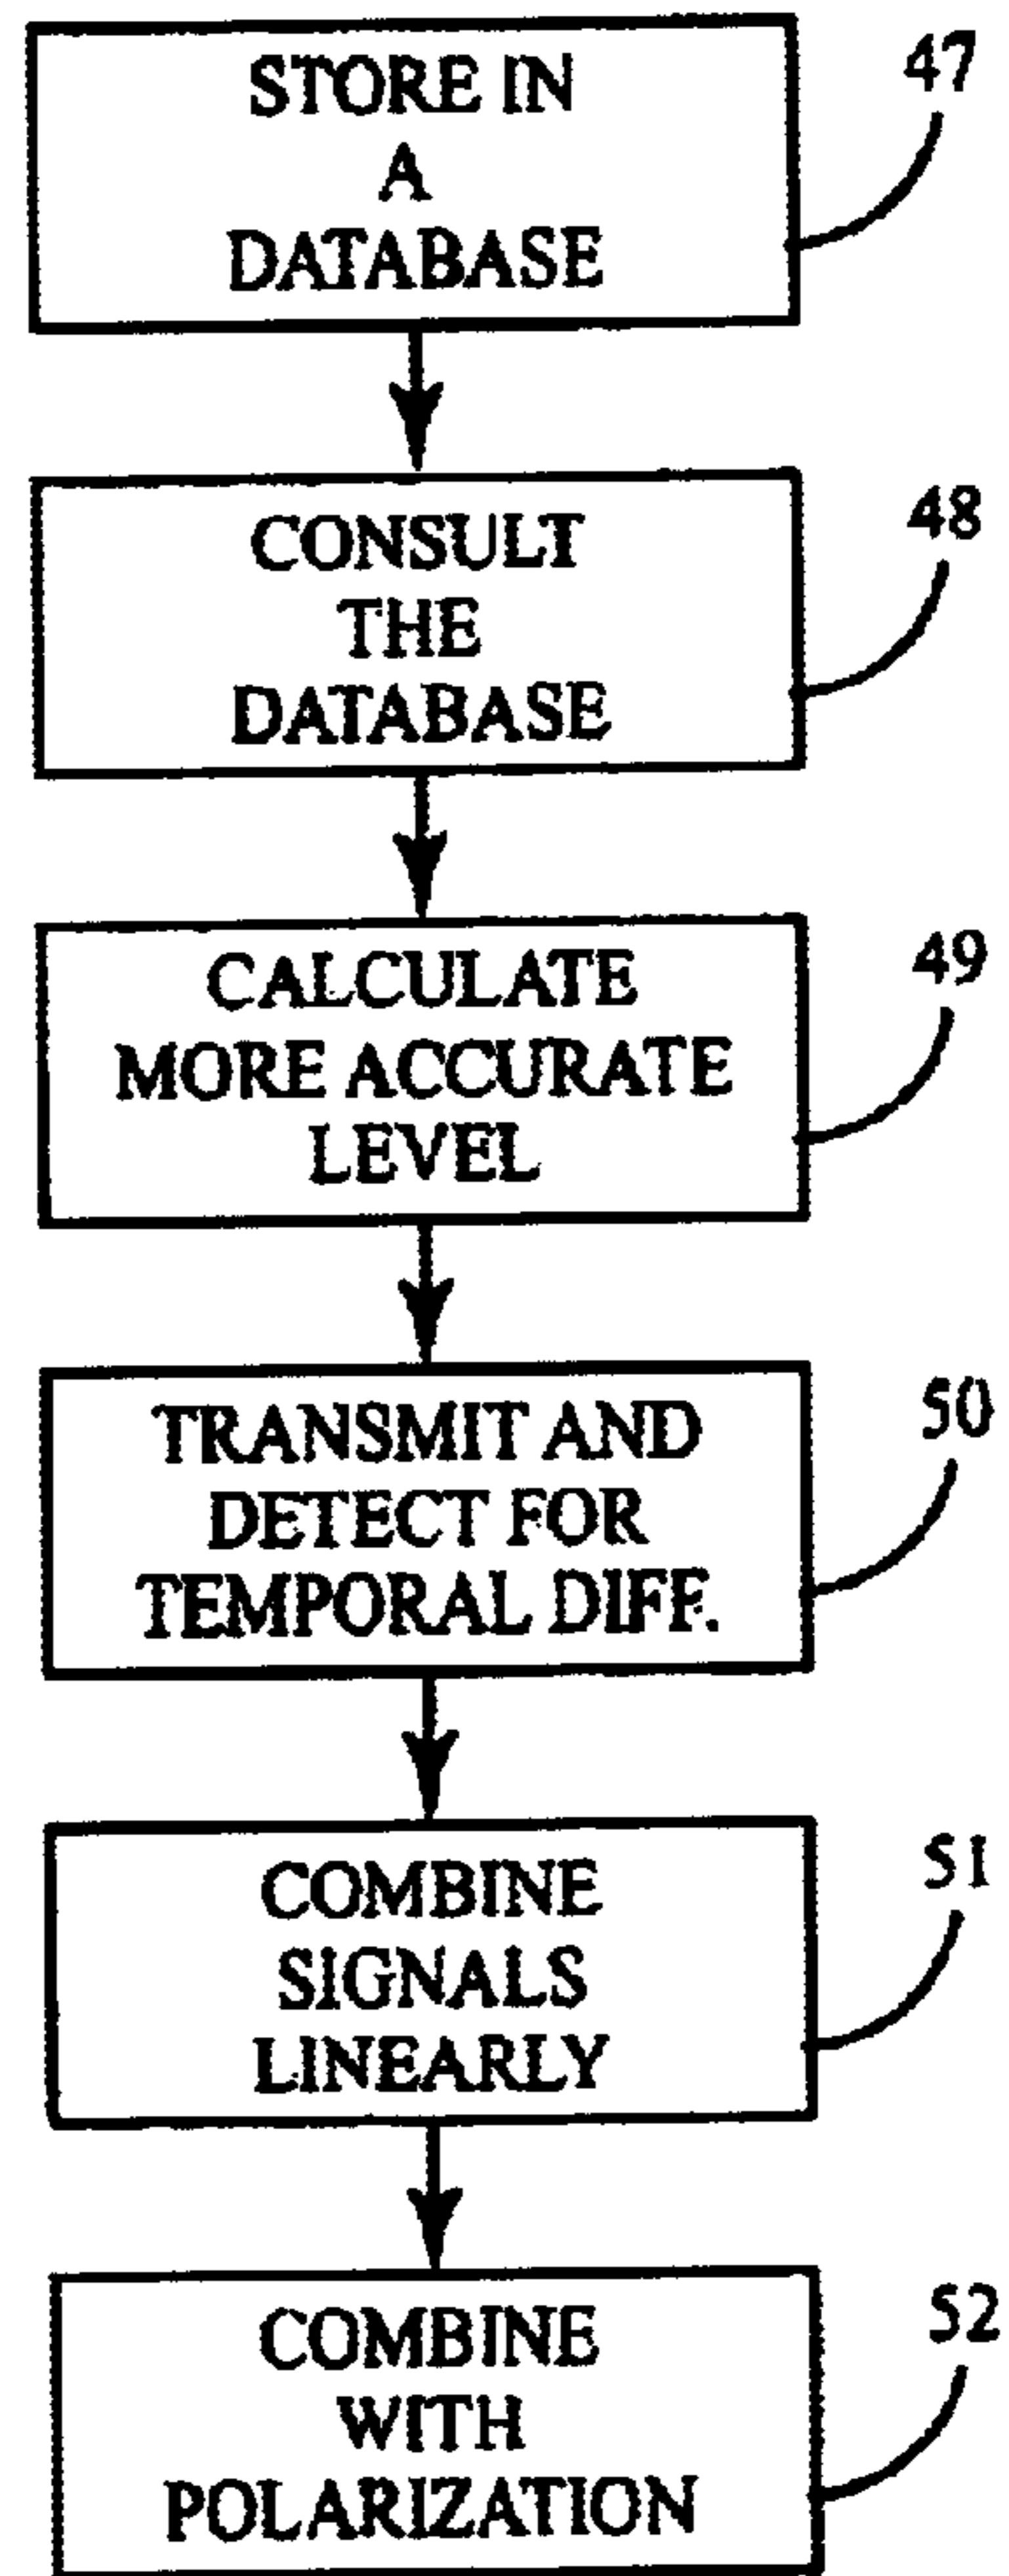 STORE IN
A
DATABASE
47
CONSULT
THE
DATABASE
48
CALCULATE
MORE ACCURATE
LEVEL
49
TRANSMIT AND
DETECT FOR
TEMPORAL DIFF.
50
COMBINE
SIGNALS
LINEARLY
51
COMBINE
WITH
POLARIZATION
52